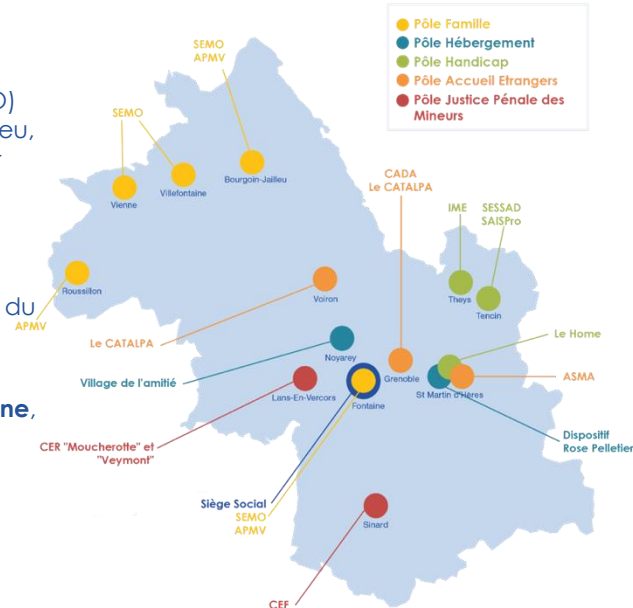 Pôle Famille
Pôle Hébergement
Pôle Handicap
Pôle Accueil Etrangers
Pôle Justice Pénale des
Mineurs
SEMO
APMV
SEMO
Bourgoin-Jailleu
Villefontaine
Vienne
CADA
Le CATALPA
IME
SESSAD
SAISPro
Theys
Tencin
eu,
Roussillon
du
APMV
Voiron
Le CATALPA
Noyarey
Village de l'amitié
Grenoble
Le Home
ASMA
St Martin d'Hères
Lans-En-Vercors
Fontaine
ne,
CER "Moucherotte" et
"Veymont"
Dispositif
Rose Pelletier
Siège Social
SEMO
APMV
Sinard
CEF